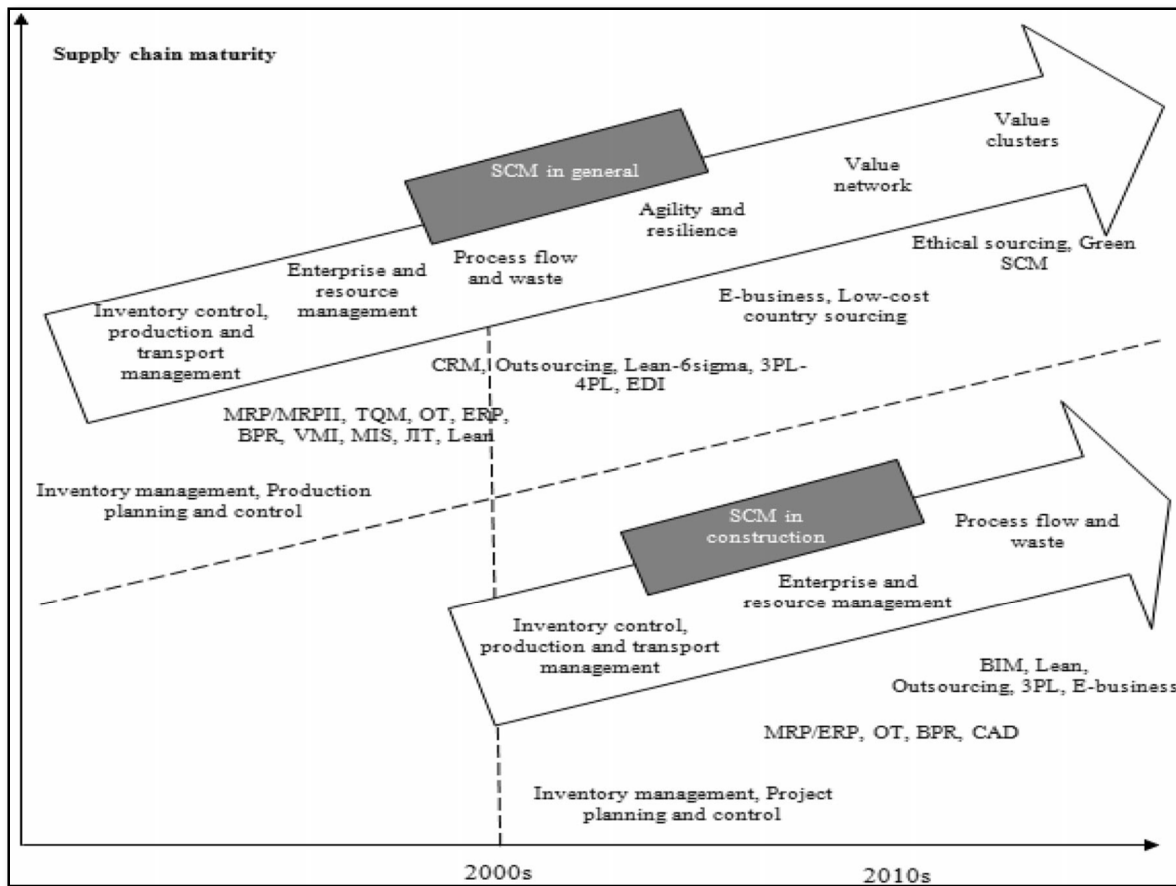 Supply chain maturity
Value
clusters
SCM in general
Value
network
Agility and
resilience
Process flow
and waste
Enterprise and
resource
management
Inventory control,
production and
transport
management
Ethical sourcing, Green
SCM
E-business, Low-cost
country sourcing
CRM, Outsourcing, Lean-6sigma, 3PL-
4PL, EDI
MRP/MRPII, TQM, OT, ERP,
BPR, VMI, MIS, JIT, Lean
Inventory management, Production
planning and control
SCM in
construction
Process flow and
waste
Enterprise and
resource management
Inventory control,
production and transport
management
BIM, Lean,
Outsourcing, 3PL, E-business
MRP/ERP, OT, BPR, CAD
Inventory management, Project
planning and control
2000s
2010s